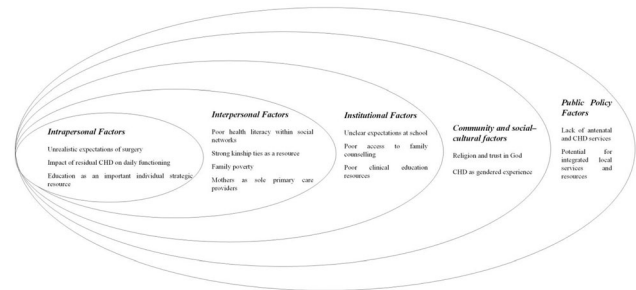 Intrapersonal Factors
Unrealistic expectations of surgery
Impact of residual CHD on daily functioning
Education as an important individual strategic
resource
Interpersonal Factors
Poor health literacy within social
networks
Strong kinship ties as a resource
Family poverty
Mothers as sole primary care
providers
Institutional Factors
Unclear expectations at school
Poor access to family
counselling
Poor clinical education
resources
Community and social–
cultural factors
Religion and trust in God
CHD as gendered experience
Public Policy
Factors
Lack of antenatal
and CHD services
Potential for
integrated local
services and
resources